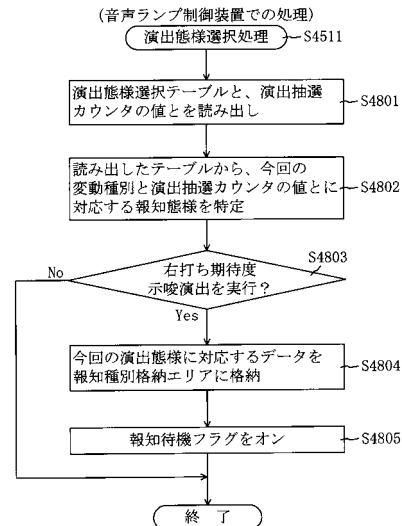 (音声ランプ制御装置での処理)
演出態様選択処理
S4511
演出態様選択テーブルと、演出抽選
カウンタの値とを読み出し
S4801
読み出したテーブルから、今回の
変動種別と演出抽選カウンタの値とに
対応する報知態様を特定
S4802
右打ち期待度
示唆演出を実行?
S4803
No
Yes
今回の演出態様に対応するデータを
報知種別格納エリアに格納
S4804
報知待機フラグをオン
S4805
終 了